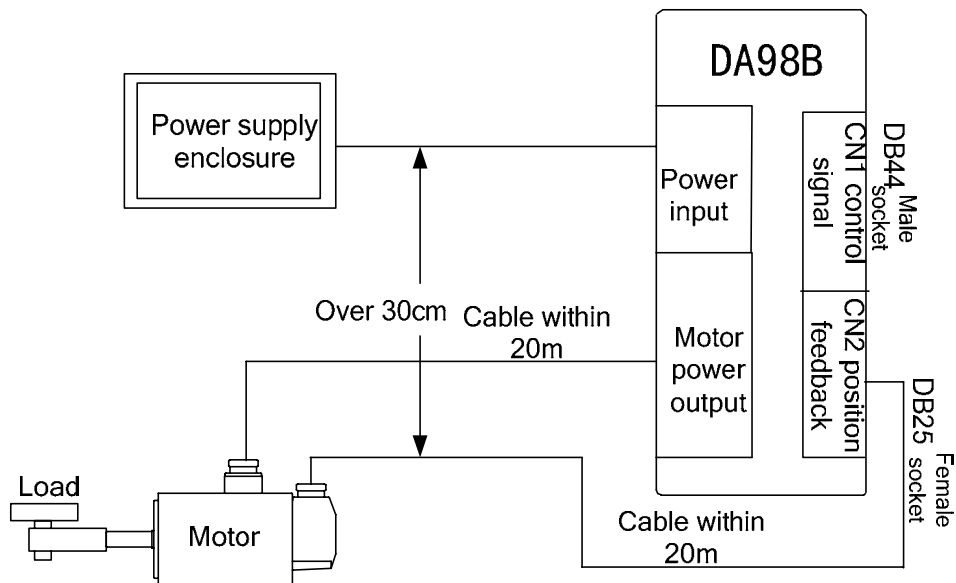 DA98B
Power supply
enclosure
Power
input
CN1 control
signal
DB44 Male
socket
Over 30cm
Cable within
20m
Motor
power
output
CN2 position
feedback
DB25 Female
socket
Load
Motor
Cable within
20m